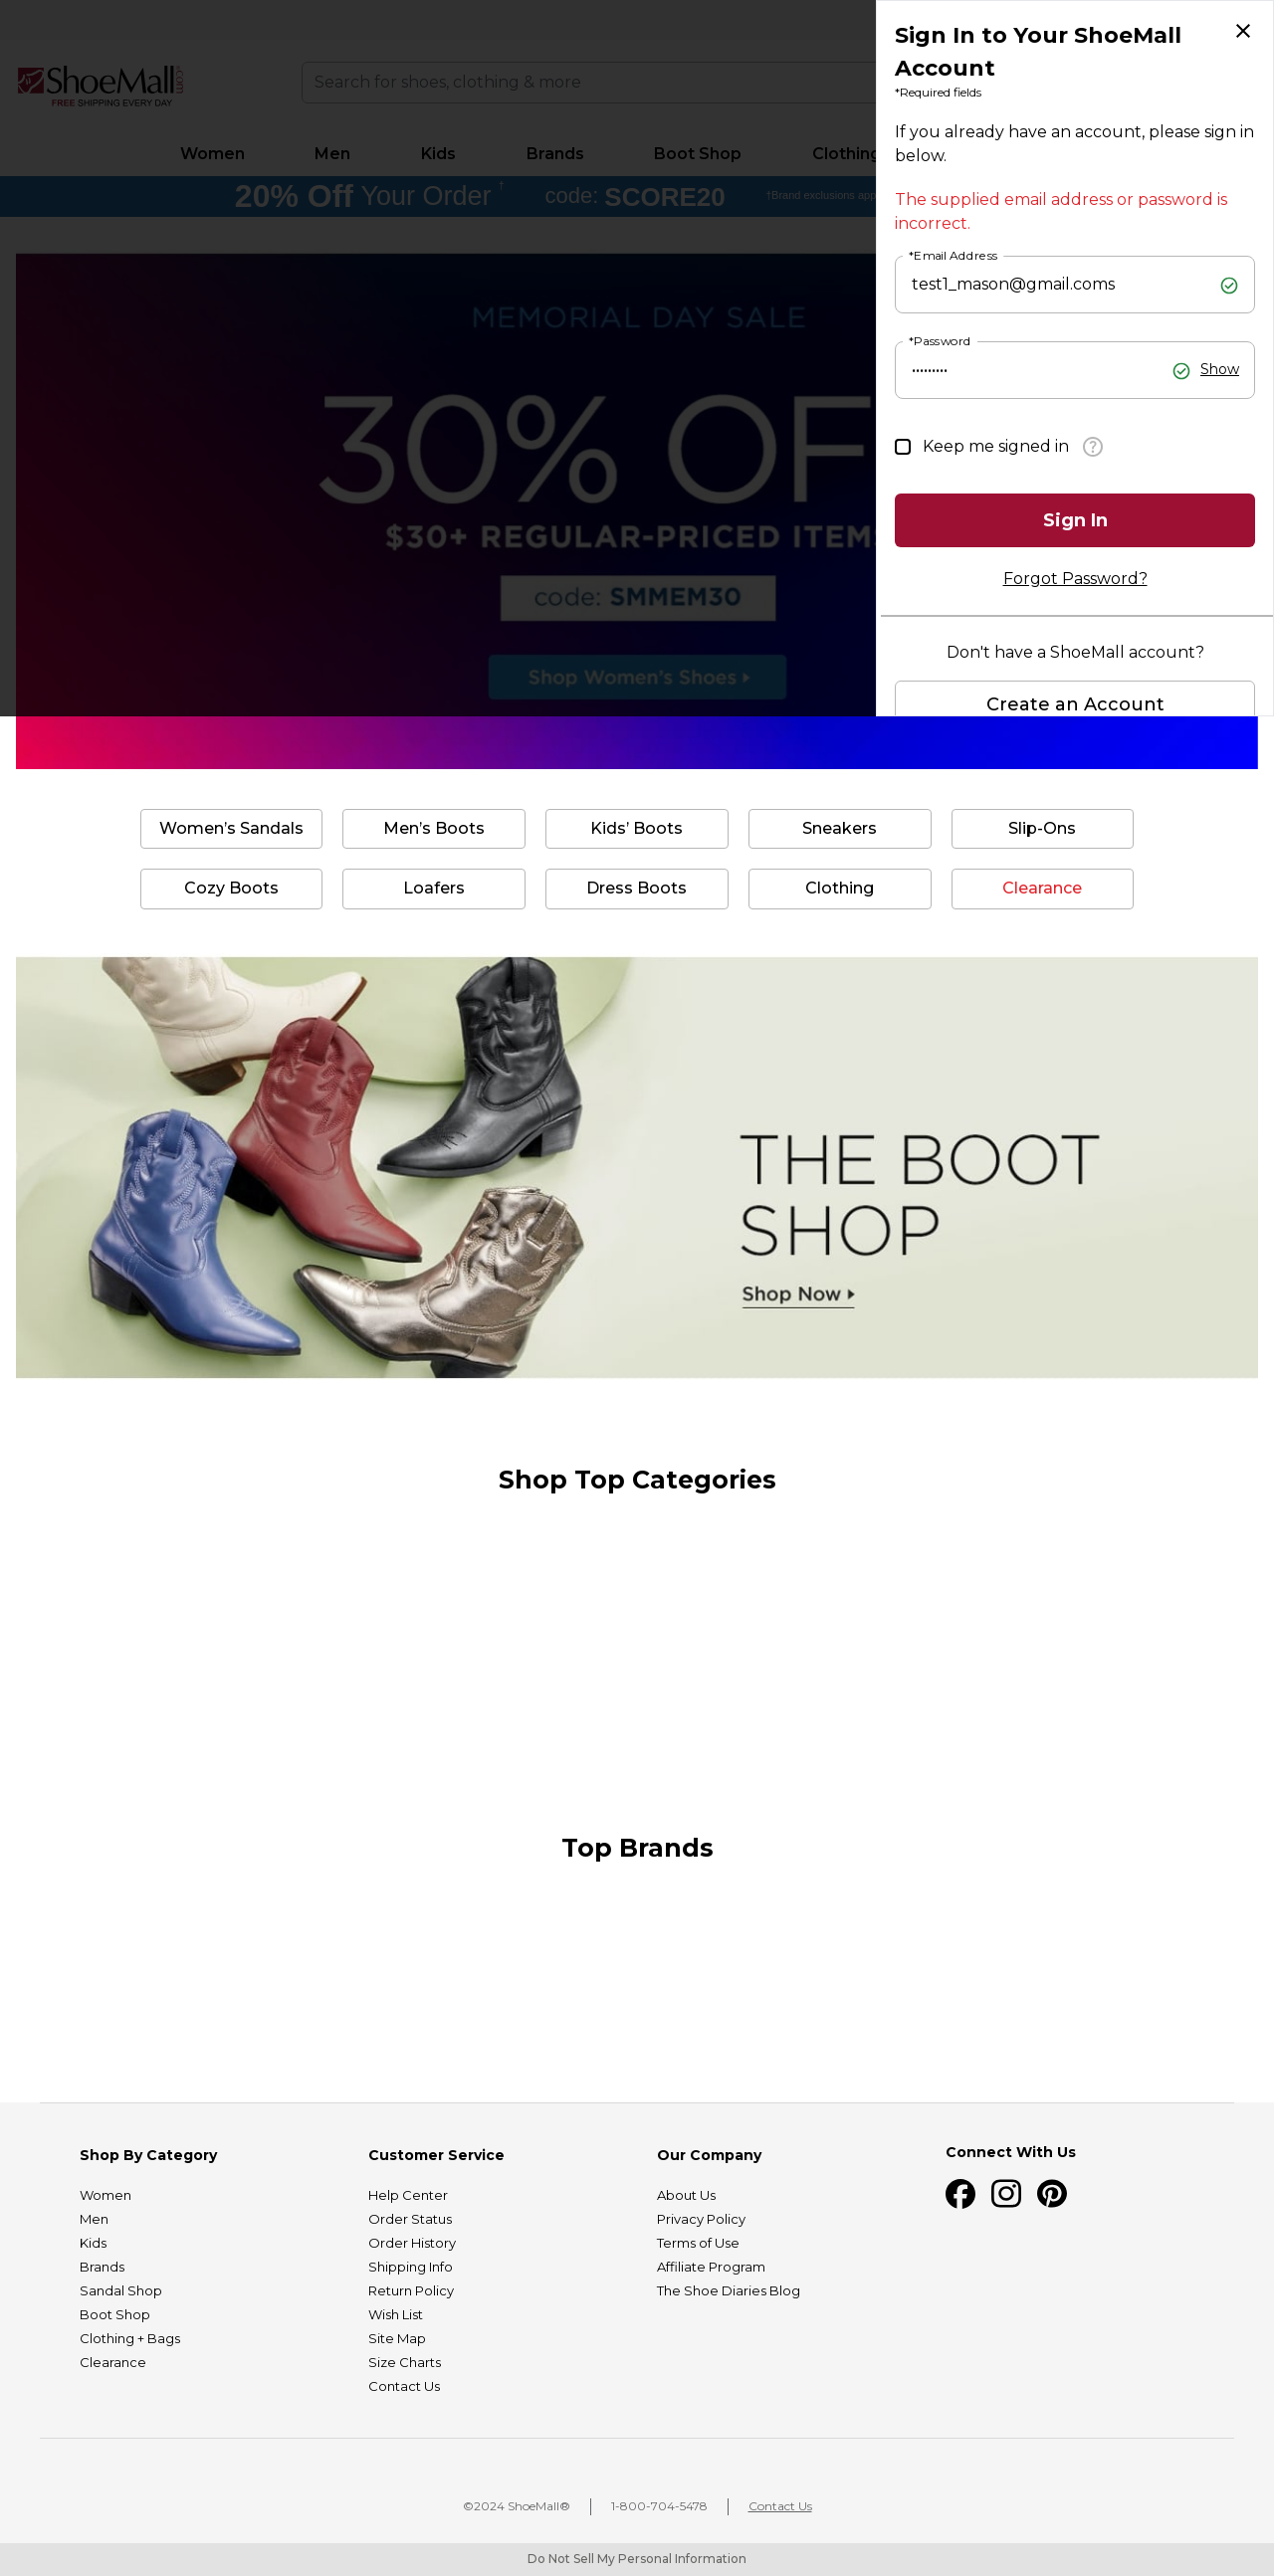 ShoeMall.com
FREE SHIPPING EVERY DAY
Search for shoes, clothing & more
Women Men Kids Brands Boot Shop Clothing
20% Off Your Order † code: SCORE20 †Brand exclusions app
MEMORIAL DAY SALE
30% OF
$30+ REGULAR-PRICED ITEMS
code: SMMEM30
Shop Women's Shoes
Sign In to Your ShoeMall
Account
*Required fields
If you already have an account, please sign in
below.
The supplied email address or password is
incorrect.
*Email Address
test1_mason@gmail.coms
*Password
•••••••••
Show
Keep me signed in ?
Sign In
Forgot Password?
Don't have a ShoeMall account?
Create an Account
Women’s Sandals Men’s Boots Kids’ Boots Sneakers Slip-Ons
Cozy Boots Loafers Dress Boots Clothing Clearance
THE BOOT
SHOP
Shop Now
Shop Top Categories
Top Brands
Shop By Category
Women
Men
Kids
Brands
Sandal Shop
Boot Shop
Clothing + Bags
Clearance
Customer Service
Help Center
Order Status
Order History
Shipping Info
Return Policy
Wish List
Site Map
Size Charts
Contact Us
Our Company
About Us
Privacy Policy
Terms of Use
Affiliate Program
The Shoe Diaries Blog
Connect With Us
©2024 ShoeMall® 1-800-704-5478 Contact Us
Do Not Sell My Personal Information